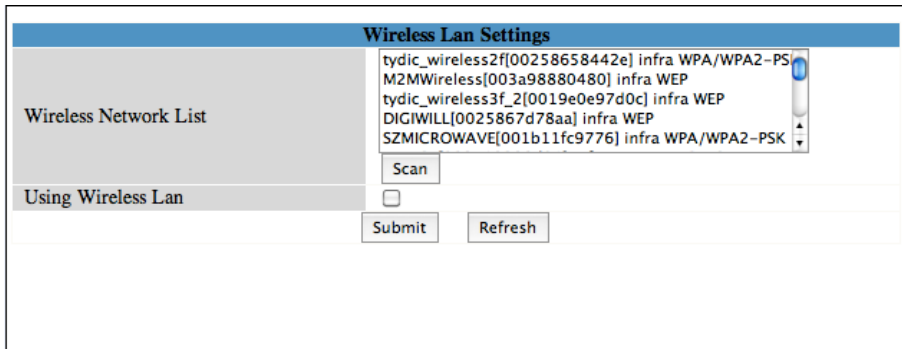 Wireless Lan Settings
Wireless Network List
tydic_wireless2f[00258658442e] infra WPA/WPA2-PS
M2MWireless[003a98880480] infra WEP
tydic_wireless3f_2[0019e0e97d0c] infra WEP
DIGIWILL[0025867d78aa] infra WEP
SZMICROWAVE[001b11fc9776] infra WPA/WPA2-PSK
Scan
Using Wireless Lan
Submit Refresh